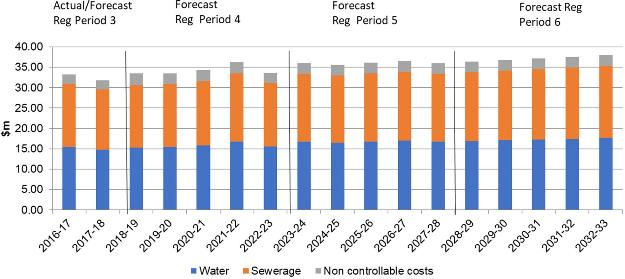 Actual/Forecast
Reg Period 3
Forecast
Reg Period 4
Forecast
Reg Period 5
Forecast Reg
Period 6
$40.00
35.00
30.00
25.00
20.00
15.00
10.00
5.00
0.00
$m
2016-17
2017-18
2018-19
2019-20
2020-21
2021-22
2022-23
2023-24
2024-25
2025-26
2026-27
2027-28
2028-29
2029-30
2030-31
2031-32
2032-33
Water Sewerage Non controllable costs